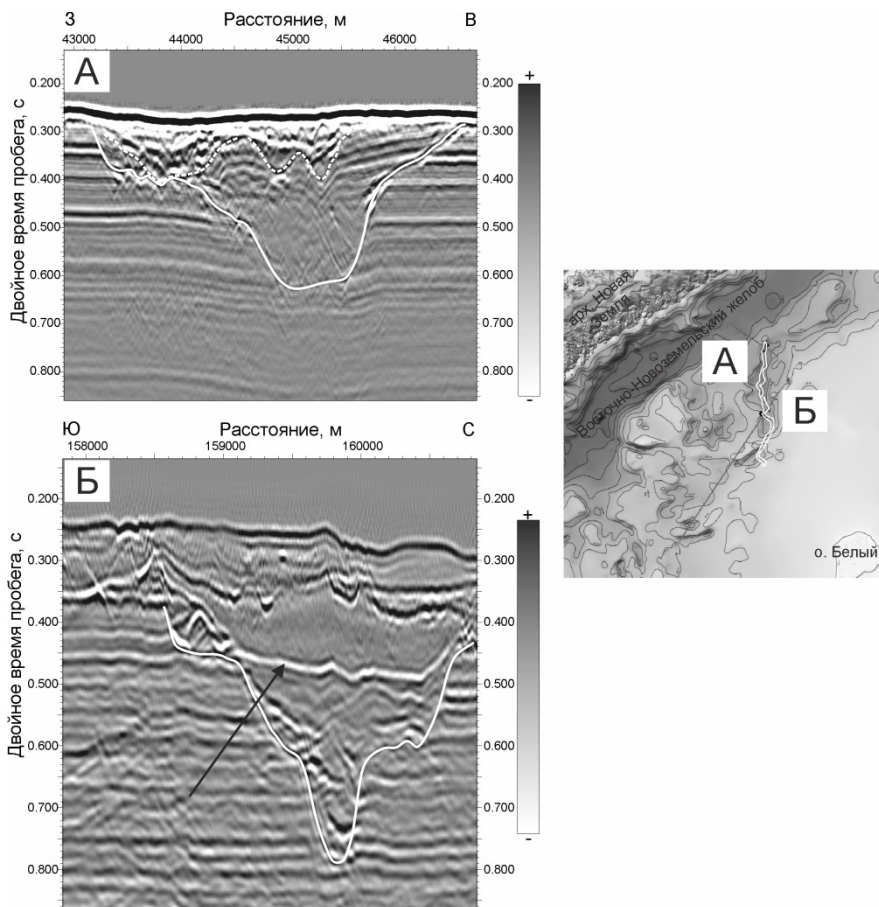 З Расстояние, м В
43000 44000 45000 46000
А
Двойное время пробега, с
0.200 0.200 +
0.300 0.300
0.400 0.400
0.500 0.500
0.600 0.600
0.700 0.700
0.800 0.800 -
Ю Расстояние, м С
158000 159000 160000
Б
Двойное время пробега, с
0.200 0.200 +
0.300 0.300
0.400 0.400
0.500 0.500
0.600 0.600
0.700 0.700
0.800 0.800 -
арх. Новая
Земля
Восточно-Новоземельский желоб
А
Б
о. Белый